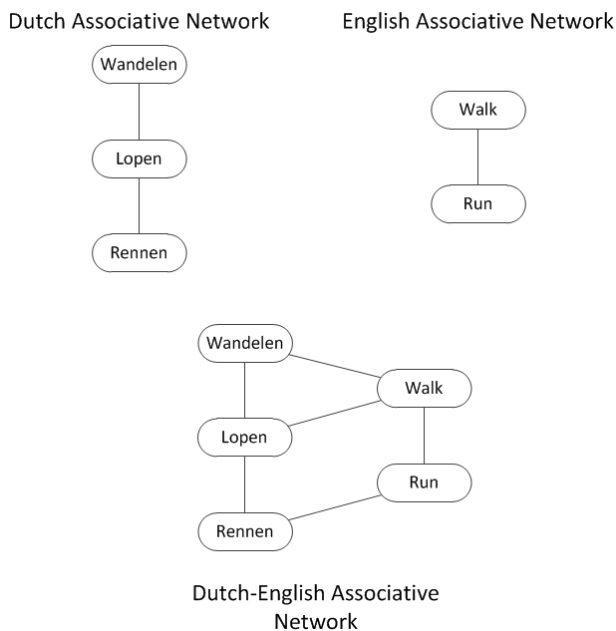 Dutch Associative Network
English Associative Network
Wandelen
Lopen
Rennen
Walk
Run
Wandelen
Walk
Lopen
Run
Rennen
Dutch-English Associative
Network